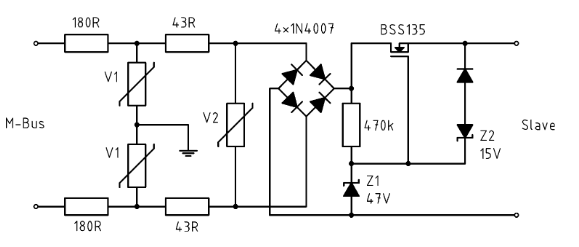 180R
43R
4×1N4007
BSS135
V1
M-Bus
V2
470k
Z2
15V
Slave
V1
Z1
47V
180R
43R